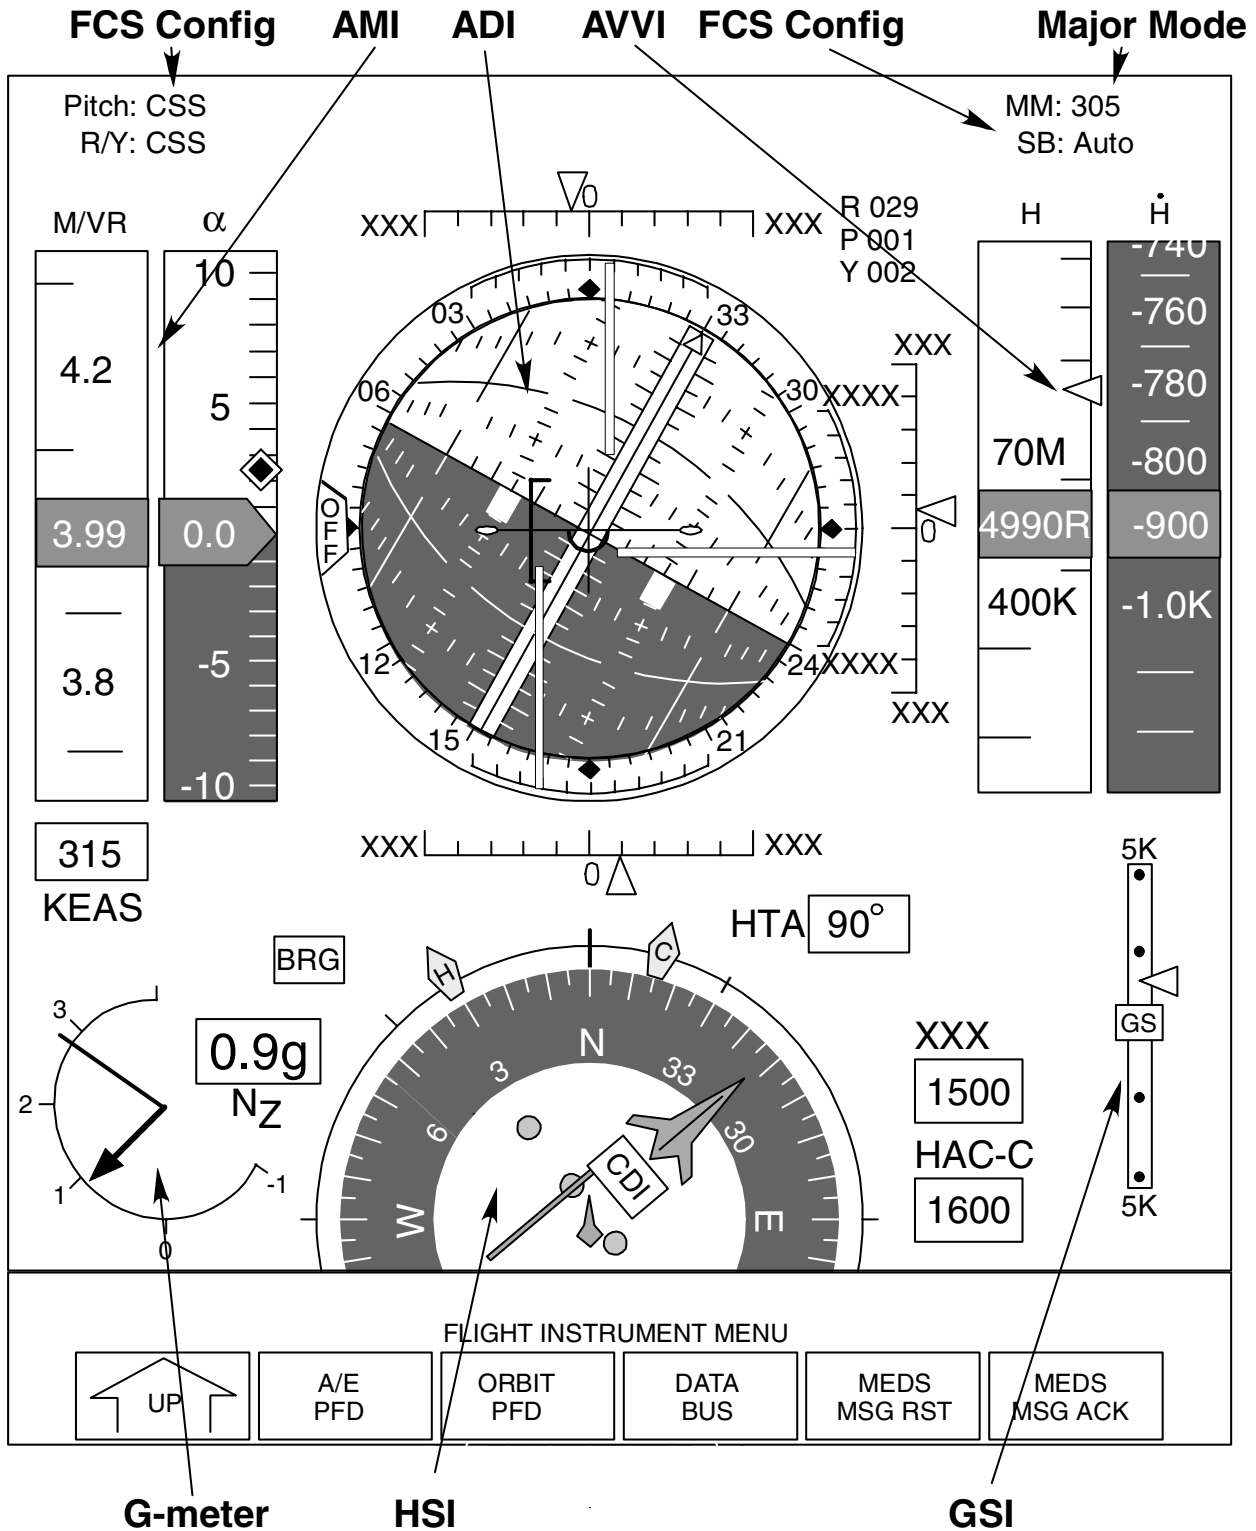 FCS Config AMI ADI AVVI FCS Config Major Mode
Pitch: CSS
R/Y: CSS
MM: 305
SB: Auto
M/VR α
4.2
3.99
3.8
10
5
0.0
-5
-10
315
KEAS
XXX 0 XXX
R 029
P 001
Y 002
03 33
06 30
OFF
12 24
15 21
XXX
XXXX
0
XXXX
XXX
XXX 0 XXX
H Ḣ
70M
4990R
400K
-740
-760
-780
-800
-900
-1.0K
BRG
H C
HTA 90°
3
2
1
0
-1
0.9g
NZ
N
3 33
6 30
W E
CDI
XXX
1500
HAC-C
1600
5K
GS
5K
FLIGHT INSTRUMENT MENU
UP
A/E
PFD
ORBIT
PFD
DATA
BUS
MEDS
MSG RST
MEDS
MSG ACK
G-meter HSI GSI